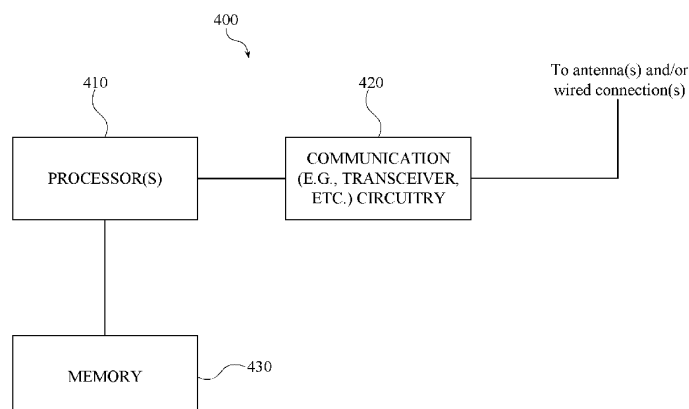 400
410
420
To antenna(s) and/or
wired connection(s)
PROCESSOR(S)
COMMUNICATION
(E.G., TRANSCEIVER,
ETC.) CIRCUITRY
MEMORY
430